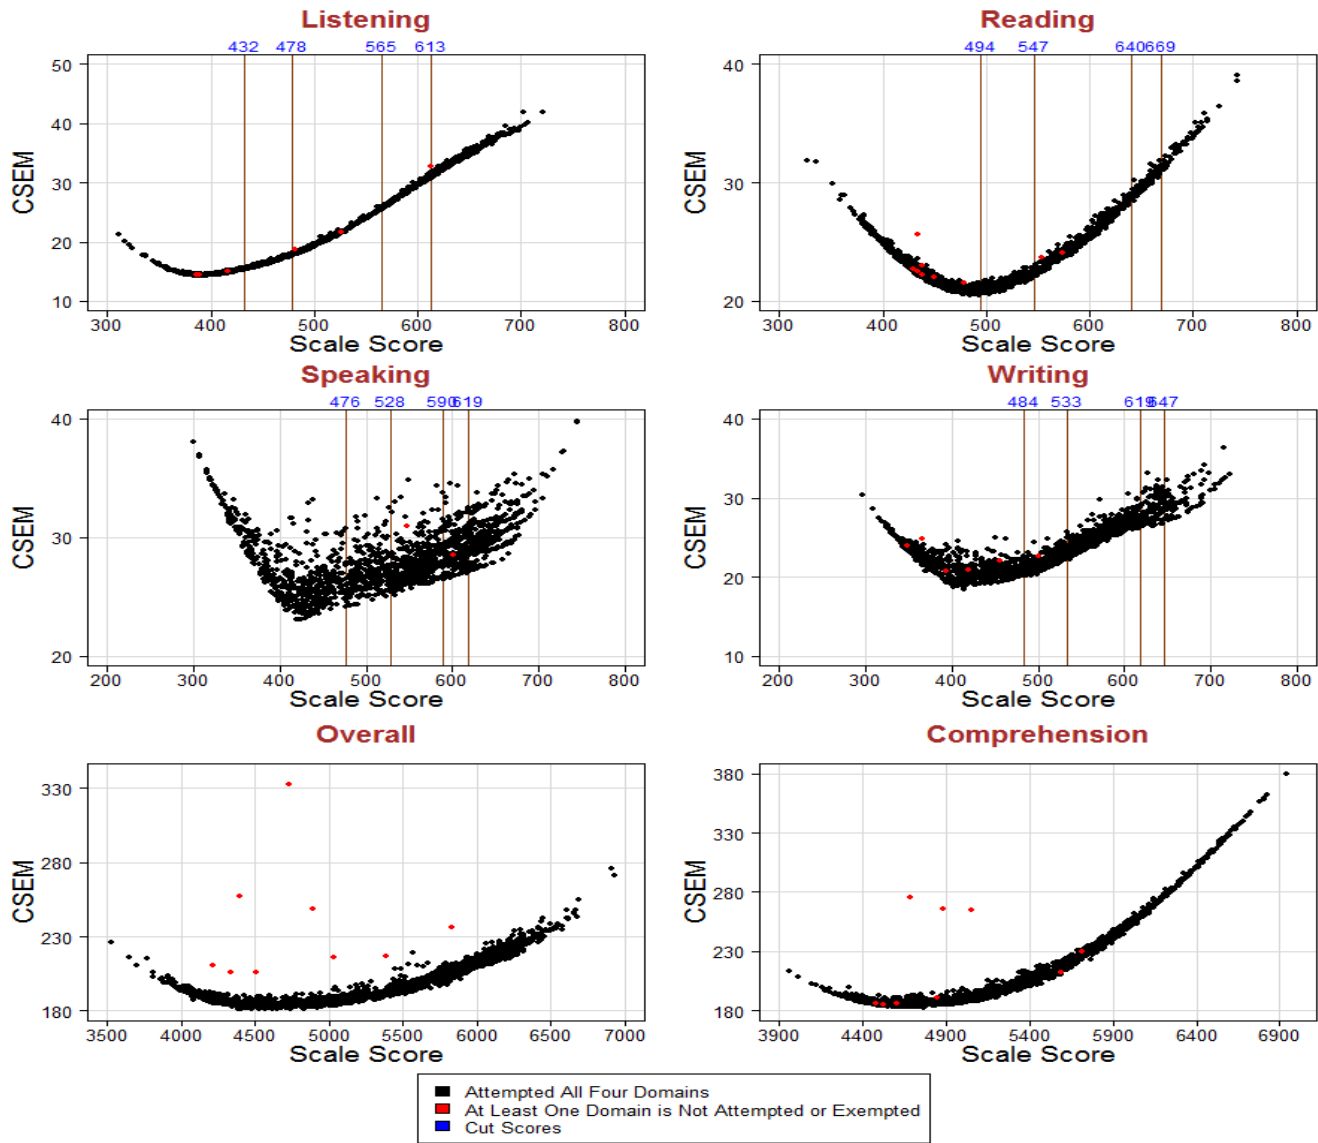 Listening
432 478 565 613
50
40
30
20
10
CSEM
300 400 500 600 700 800
Scale Score
Reading
494 547 640 669
40
30
20
CSEM
300 400 500 600 700 800
Scale Score
Speaking
476 528 590 619
40
30
20
CSEM
200 300 400 500 600 700 800
Scale Score
Writing
484 533 619 647
40
30
20
10
CSEM
200 300 400 500 600 700 800
Scale Score
Overall
330
280
230
180
CSEM
3500 4000 4500 5000 5500 6000 6500 7000
Scale Score
Comprehension
380
330
280
230
180
CSEM
3900 4400 4900 5400 5900 6400 6900
Scale Score
Attempted All Four Domains
At Least One Domain is Not Attempted or Exempted
Cut Scores